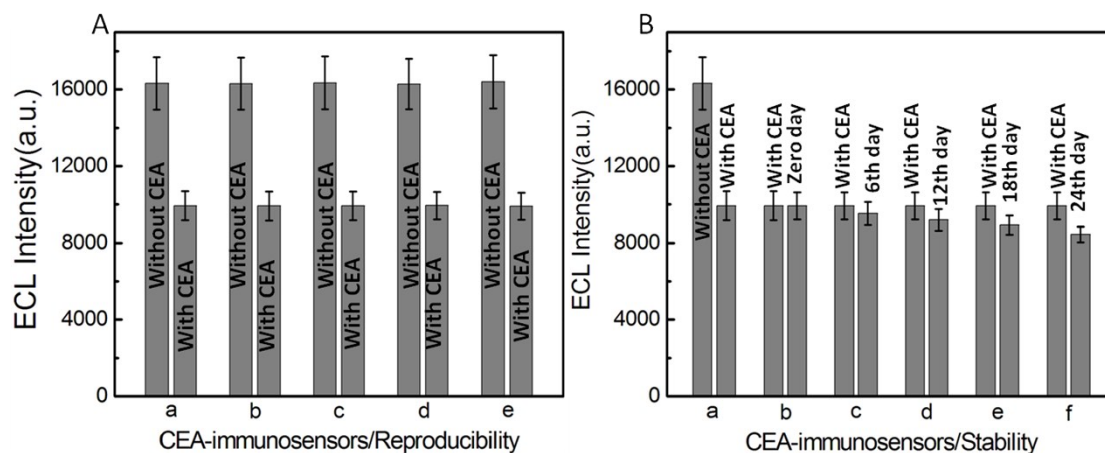 A
ECL Intensity(a.u.)
16000
12000
8000
4000
0
Without CEA
With CEA
Without CEA
With CEA
Without CEA
With CEA
Without CEA
With CEA
Without CEA
With CEA
a
b
c
d
e
CEA-immunosensors/Reproducibility
B
ECL Intensity(a.u.)
16000
12000
8000
4000
0
Without CEA
With CEA
With CEA
Zero day
With CEA
6th day
With CEA
12th day
With CEA
18th day
With CEA
24th day
a
b
c
d
e
f
CEA-immunosensors/Stability